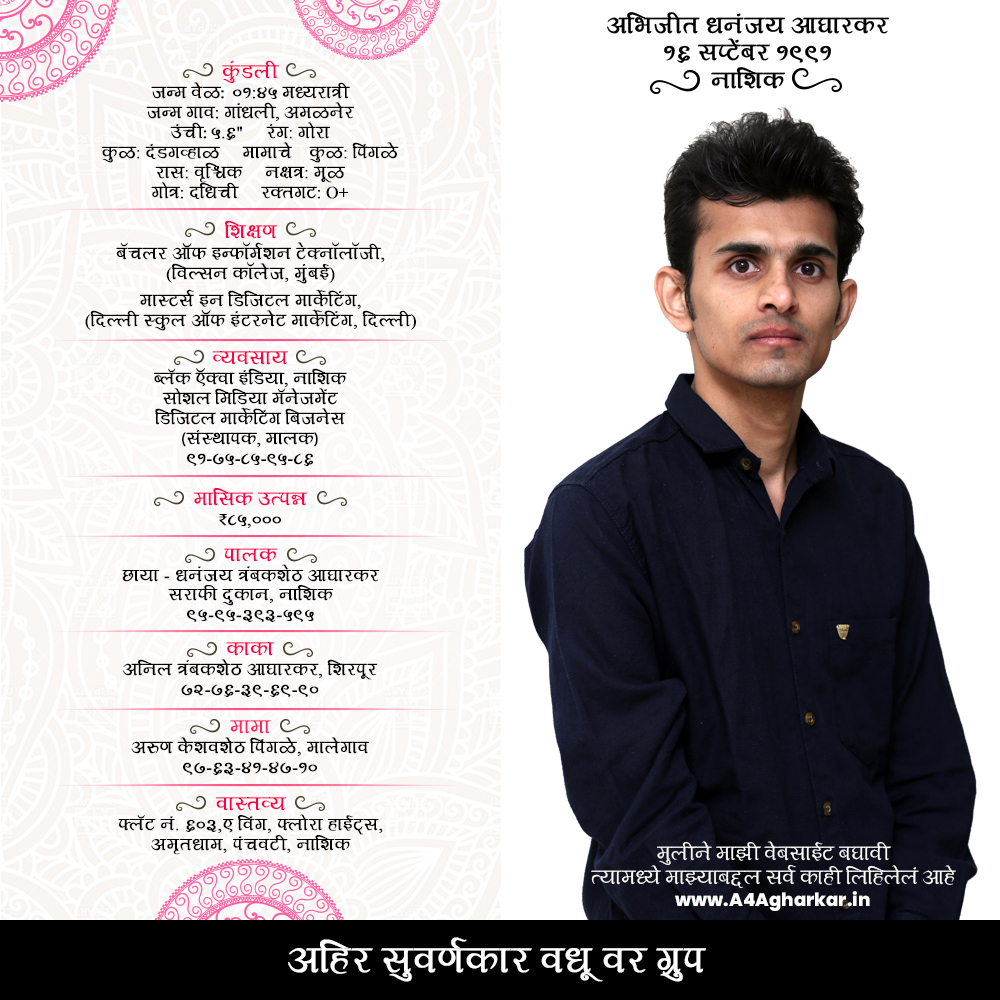 कुंडली
जन्म वेळ: ०१:४५ मध्यरात्री
जन्म गाव: गांधली, अमळनेर
उंची: ५.६" रंग: गोरा
कुळ: दंडगव्हाळ मामाचे कुळ: पिंगळे
रास: वृश्चिक नक्षत्र: मूळ
गोत्र: दधिची रक्तगट: O+
शिक्षण
बॅचलर ऑफ इन्फॉर्मशन टेक्नॉलॉजी,
(विल्सन कॉलेज, मुंबई)
मास्टर्स इन डिजिटल मार्केटिंग,
(दिल्ली स्कुल ऑफ इंटरनेट मार्केटिंग, दिल्ली)
व्यवसाय
ब्लॅक ऍक्वा इंडिया, नाशिक
सोशल मिडिया मॅनेजमेंट
डिजिटल मार्केटिंग बिजनेस
(संस्थापक, मालक)
९१-७५-८५-९५-८६
मासिक उत्पन्न
₹८५,०००
पालक
छाया - धनंजय त्रंबकशेठ आघारकर
सराफी दुकान, नाशिक
९५-९५-३९३-५९५
काका
अनिल त्रंबकशेठ आघारकर, शिरपूर
७२-७६-३९-६९-९०
मामा
अरुण केशवशेठ पिंगळे, मालेगाव
९७-६३-४१-४७-१०
वास्तव्य
फ्लॅट नं. ६०३,ए विंग, फ्लोरा हाईट्स,
अमृतधाम, पंचवटी, नाशिक
अभिजीत धनंजय आघारकर
१६ सप्टेंबर १९९१
नाशिक
मुलीने माझी वेबसाईट बघावी
त्यामध्ये माझ्याबद्दल सर्व काही लिहिलेलं आहे
www.A4Agharkar.in
अहिर सुवर्णकार वधू वर ग्रुप